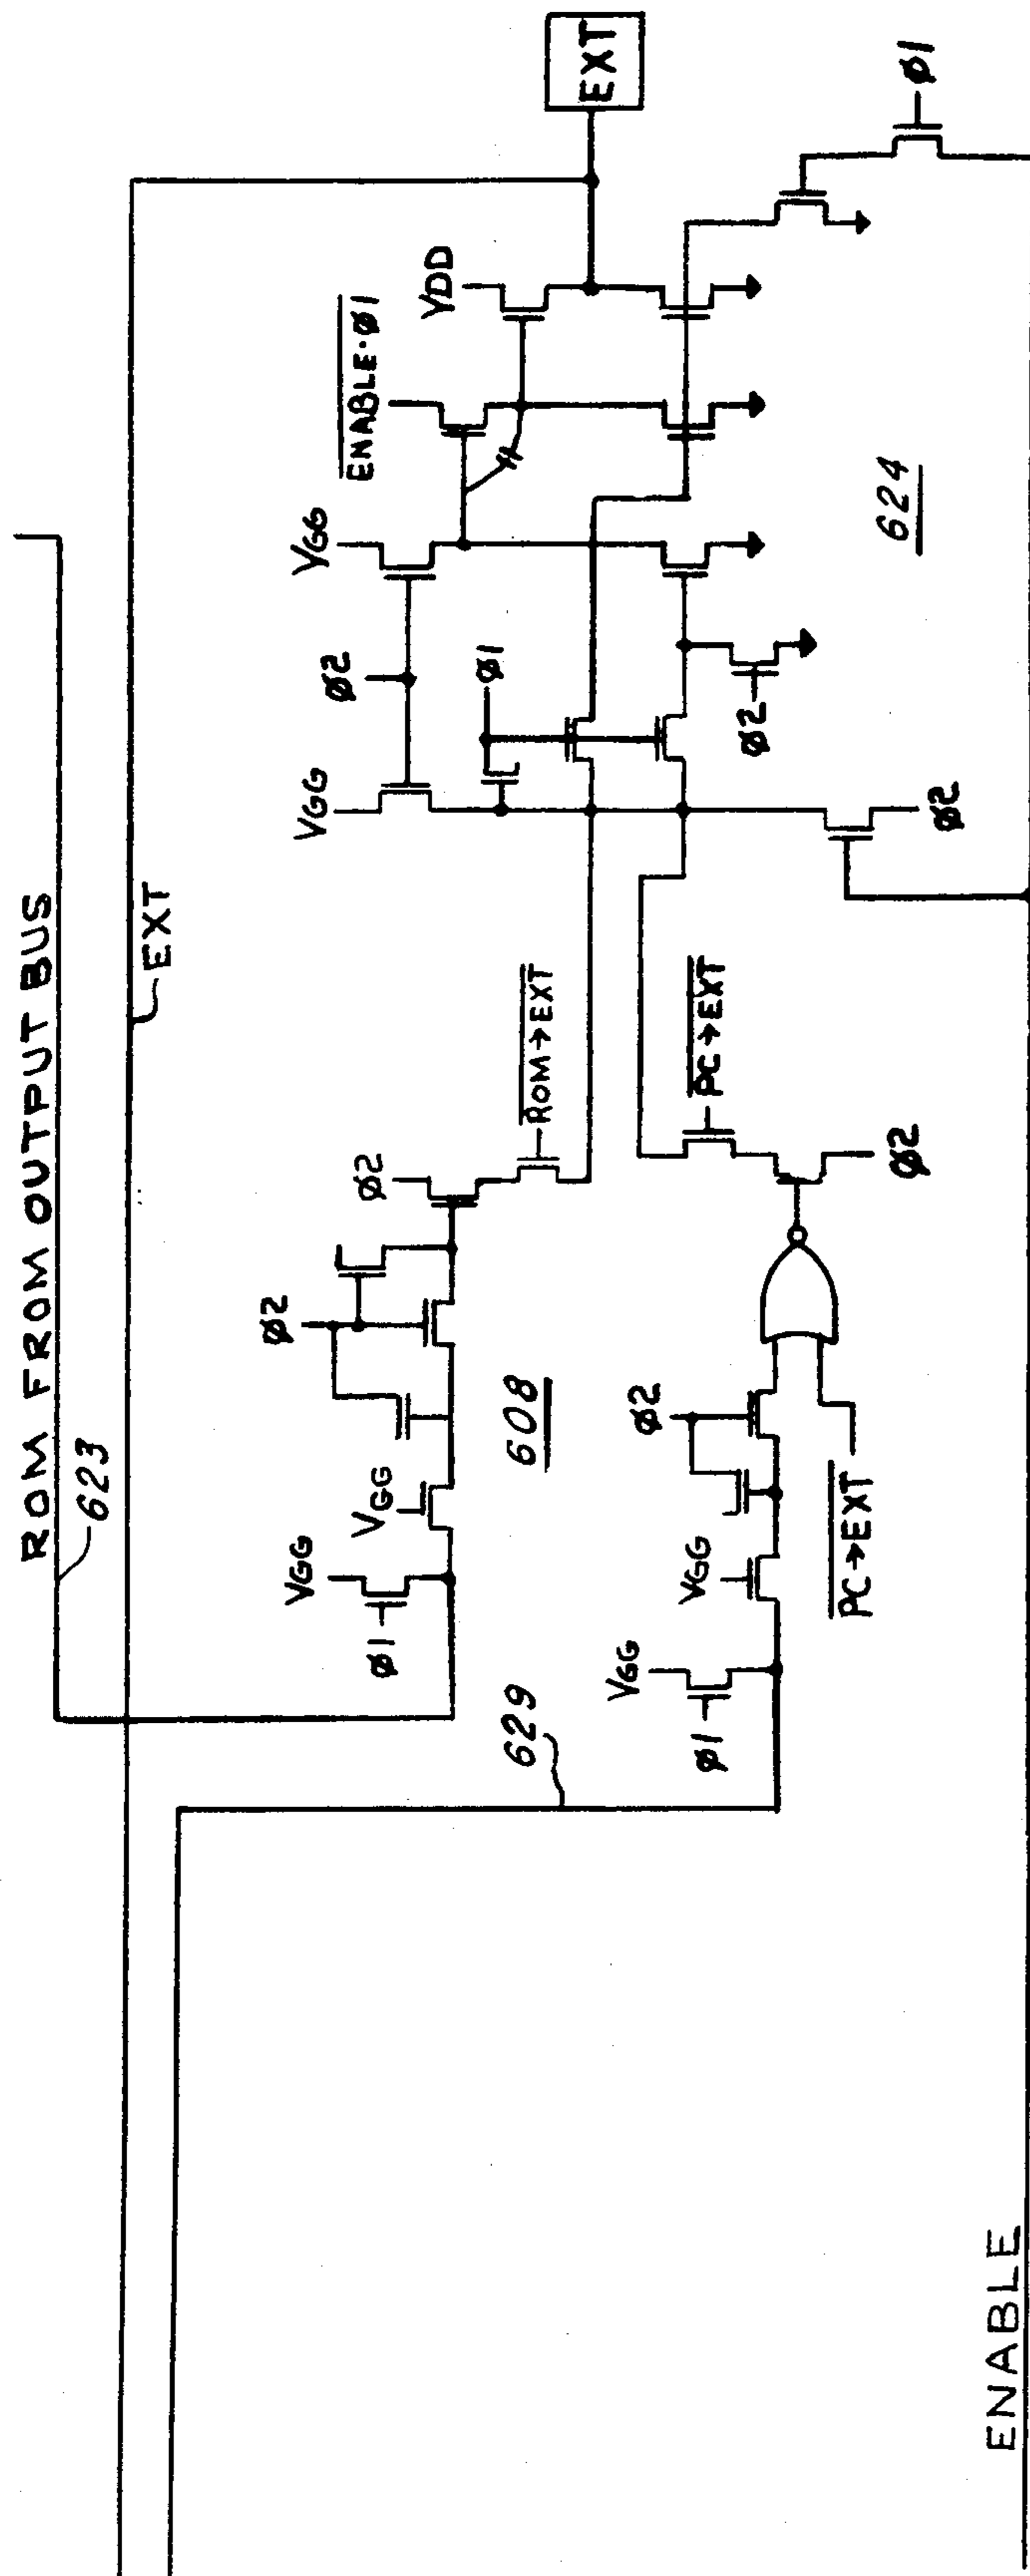 ROM FROM OUTPUT BUS
623
EXT
ø2
VGG
VGG
VGG
ø2
ENABLE·ø1
ø2
VGG
ø1
VDD
ø1
608
629
ROM→EXT
EXT
VGG
ø2
VGG
PC→EXT
ø1
ø2
PC→EXT
624
ø2
ø2
ø1
ENABLE